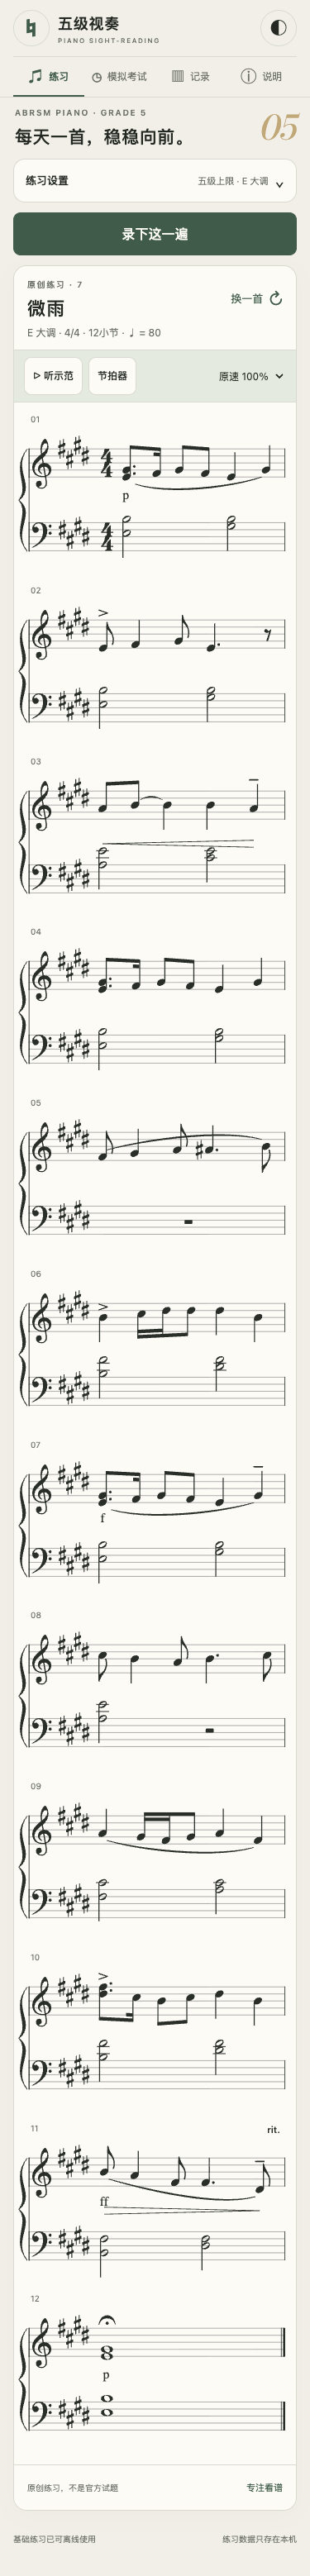 五级视奏
PIANO SIGHT-READING
练习 模拟考试 记录 说明
ABRSM PIANO · GRADE 5
每天一首，稳稳向前。
05
练习设置 五级上限 · E 大调
录下这一遍
原创练习 · 7
微雨
换一首
E 大调 · 4/4 · 12小节 · ♩ = 80
听示范 节拍器 原速 100%
01
4 4
p
4 4
02
03
04
05
06
07
f
08
09
10
11
rit.
ff
12
p
原创练习，不是官方试题 专注看谱
基础练习已可离线使用 练习数据只存在本机